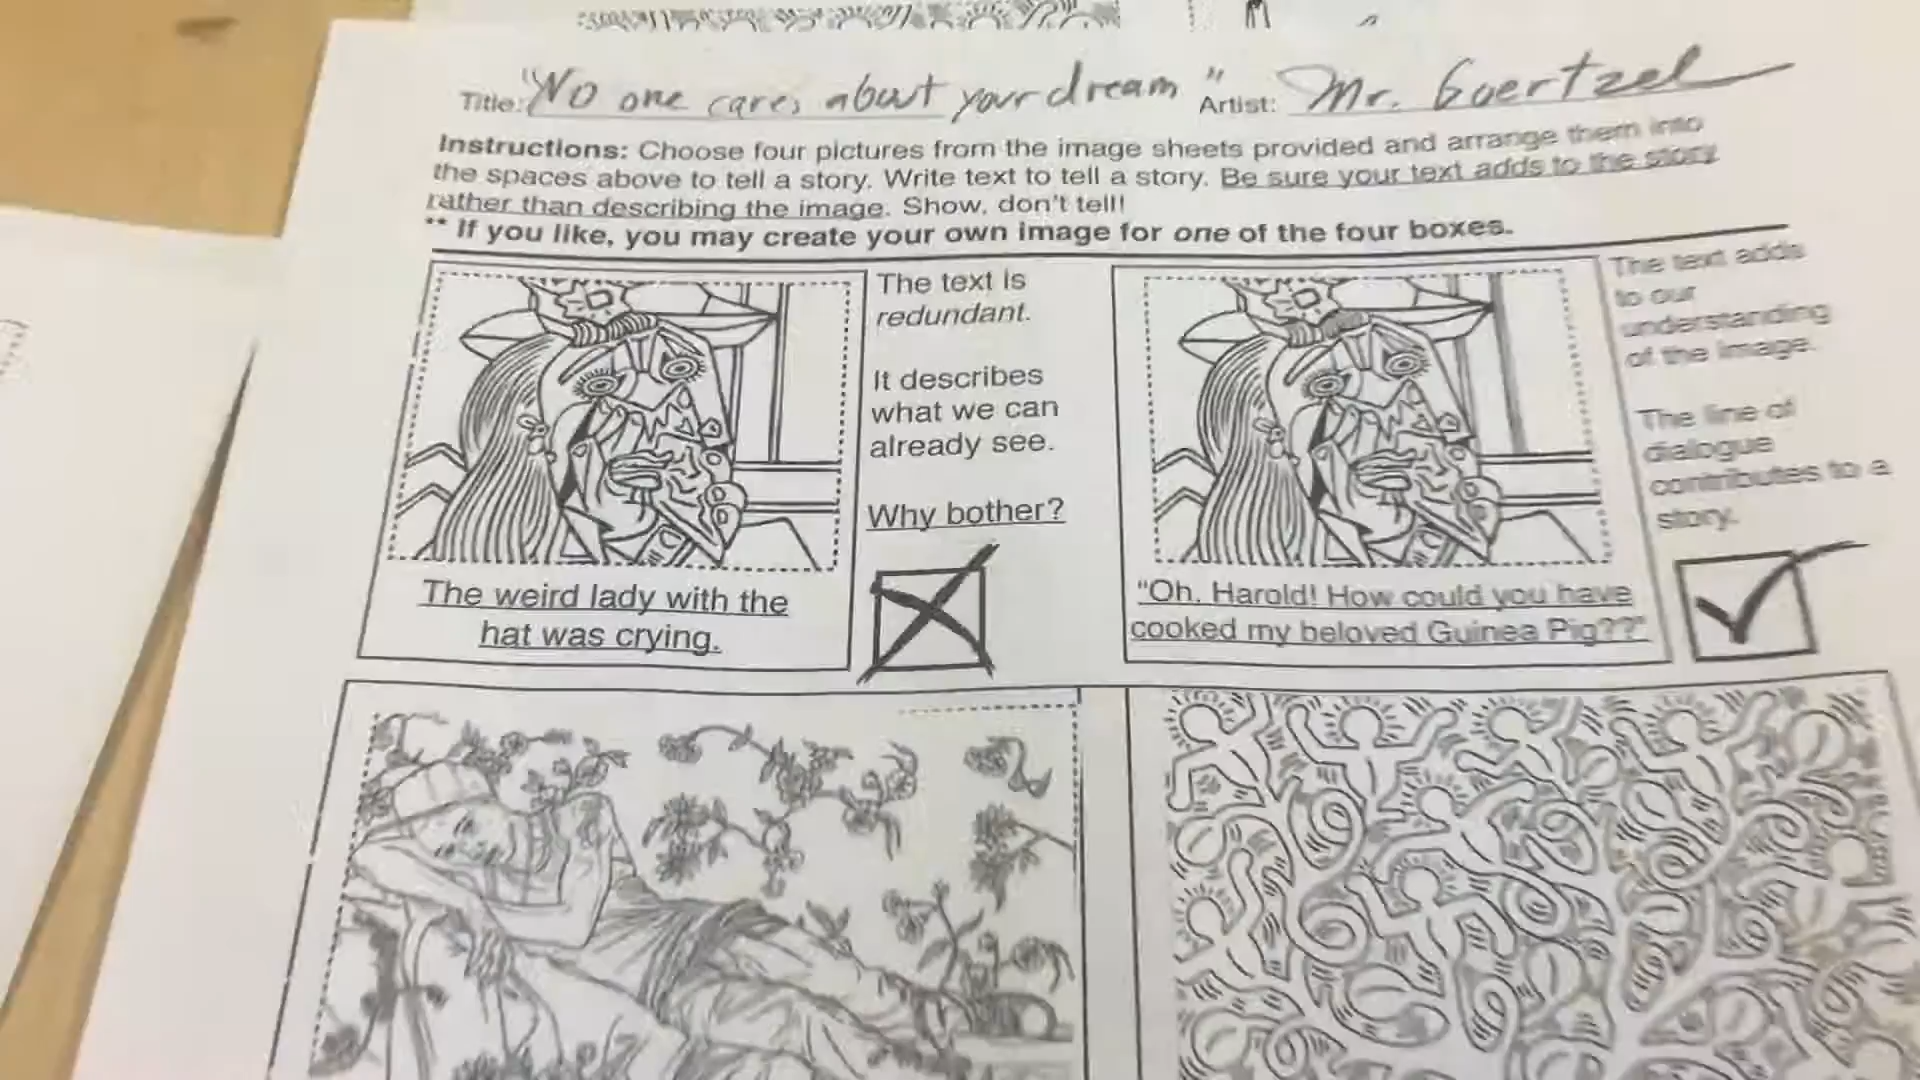 Title: "No one cares about your dream" Artist: Mr. Goertzel
Instructions: Choose four pictures from the image sheets provided and arrange them into
the spaces above to tell a story. Write text to tell a story. Be sure your text adds to the story
rather than describing the image. Show, don't tell!
** If you like, you may create your own image for one of the four boxes.
The text is
redundant.
It describes
what we can
already see.
Why bother?
The weird lady with the
hat was crying.
The text adds
to our
understanding
of the image.
The line of
dialogue
contributes to a
story.
"Oh, Harold! How could you have
cooked my beloved Guinea Pig??"